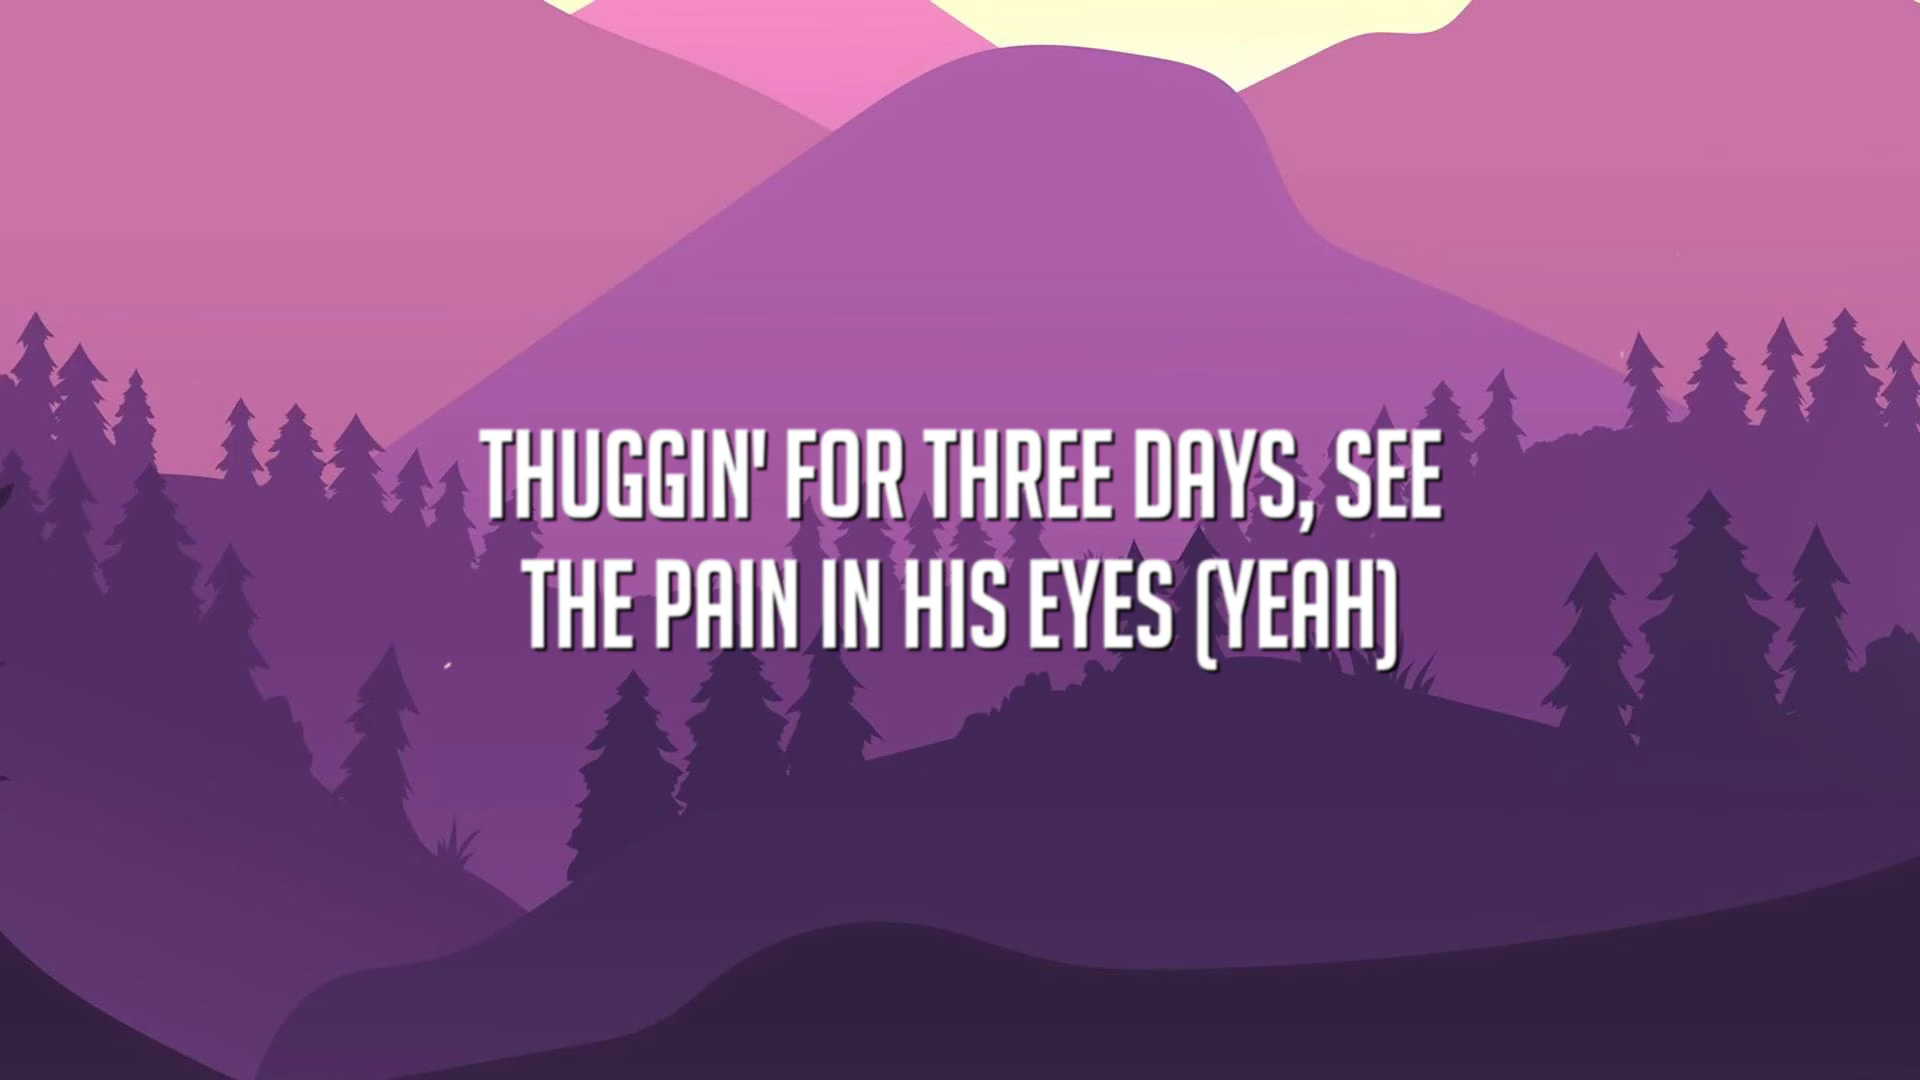 THUGGIN' FOR THREE DAYS, SEE
THE PAIN IN HIS EYES (YEAH)